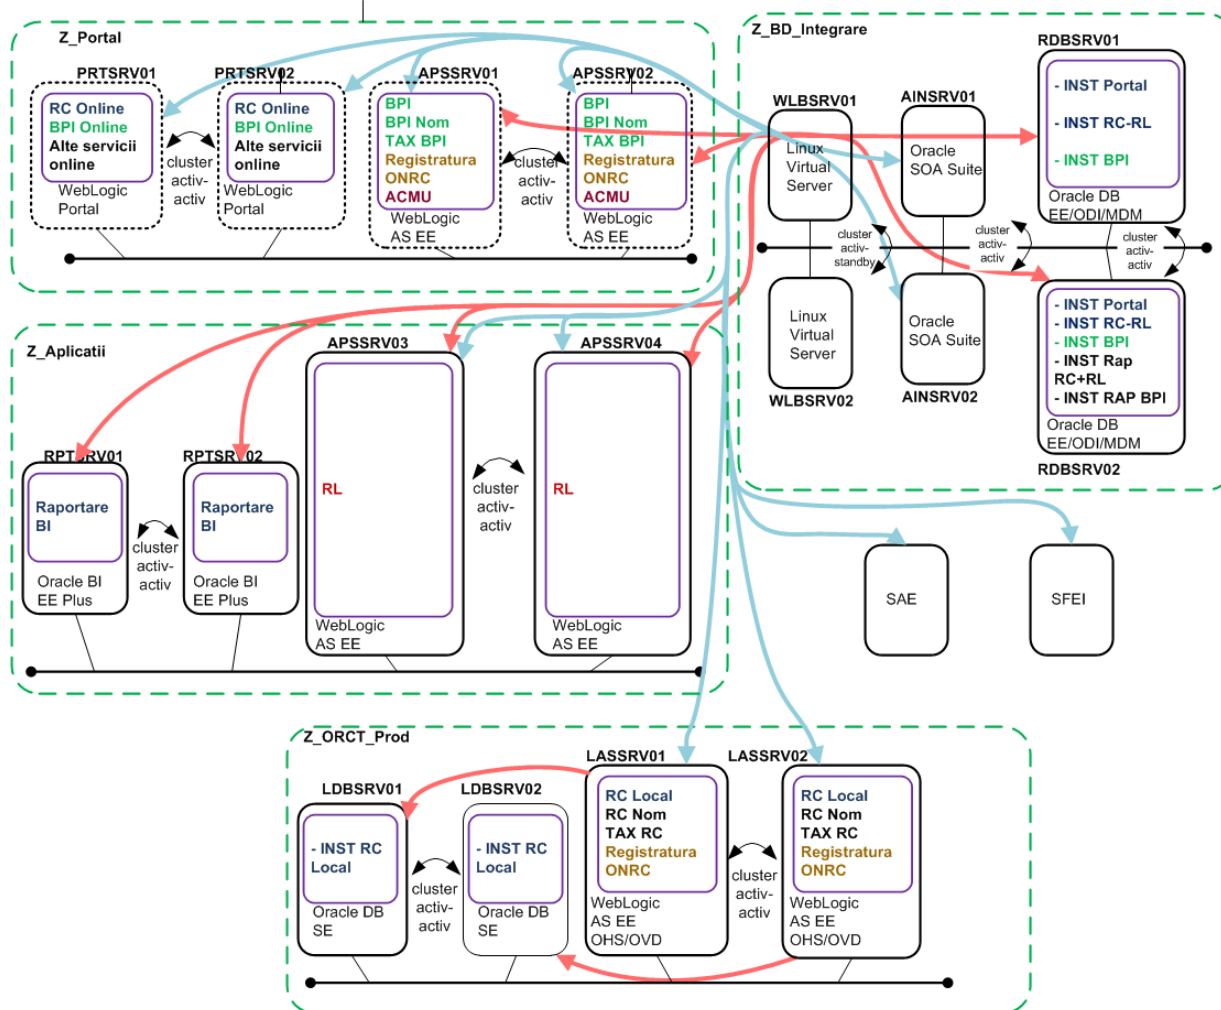 Z_Portal
PRTSRV01
RC Online
BPI Online
Alte servicii
online
WebLogic
Portal
cluster
activ-
activ
PRTSRV02
RC Online
BPI Online
Alte servicii
online
WebLogic
Portal
APSSRV01
BPI
BPI Nom
TAX BPI
Registratura
ONRC
ACMU
WebLogic
AS EE
cluster
activ-
activ
APSSRV02
BPI
BPI Nom
TAX BPI
Registratura
ONRC
ACMU
WebLogic
AS EE
Z_BD_Integrare
WLBSRV01
Linux
Virtual
Server
AINSRV01
Oracle
SOA Suite
RDBSRV01
- INST Portal
- INST RC-RL
- INST BPI
Oracle DB
EE/ODI/MDM
cluster
activ-
standby
cluster
activ-
activ
cluster
activ-
activ
Linux
Virtual
Server
WLBSRV02
Oracle
SOA Suite
AINSRV02
- INST Portal
- INST RC-RL
- INST BPI
- INST Rap
RC+RL
- INST RAP BPI
Oracle DB
EE/ODI/MDM
RDBSRV02
Z_Aplicatii
RPTSRV01
Raportare
BI
Oracle BI
EE Plus
cluster
activ-
activ
RPTSRV02
Raportare
BI
Oracle BI
EE Plus
APSSRV03
RL
WebLogic
AS EE
cluster
activ-
activ
APSSRV04
RL
WebLogic
AS EE
SAE
SFEI
Z_ORCT_Prod
LDBSRV01
- INST RC
Local
Oracle DB
SE
cluster
activ-
activ
LDBSRV02
- INST RC
Local
Oracle DB
SE
LASSRV01
RC Local
RC Nom
TAX RC
Registratura
ONRC
WebLogic
AS EE
OHS/OVD
cluster
activ-
activ
LASSRV02
RC Local
RC Nom
TAX RC
Registratura
ONRC
WebLogic
AS EE
OHS/OVD